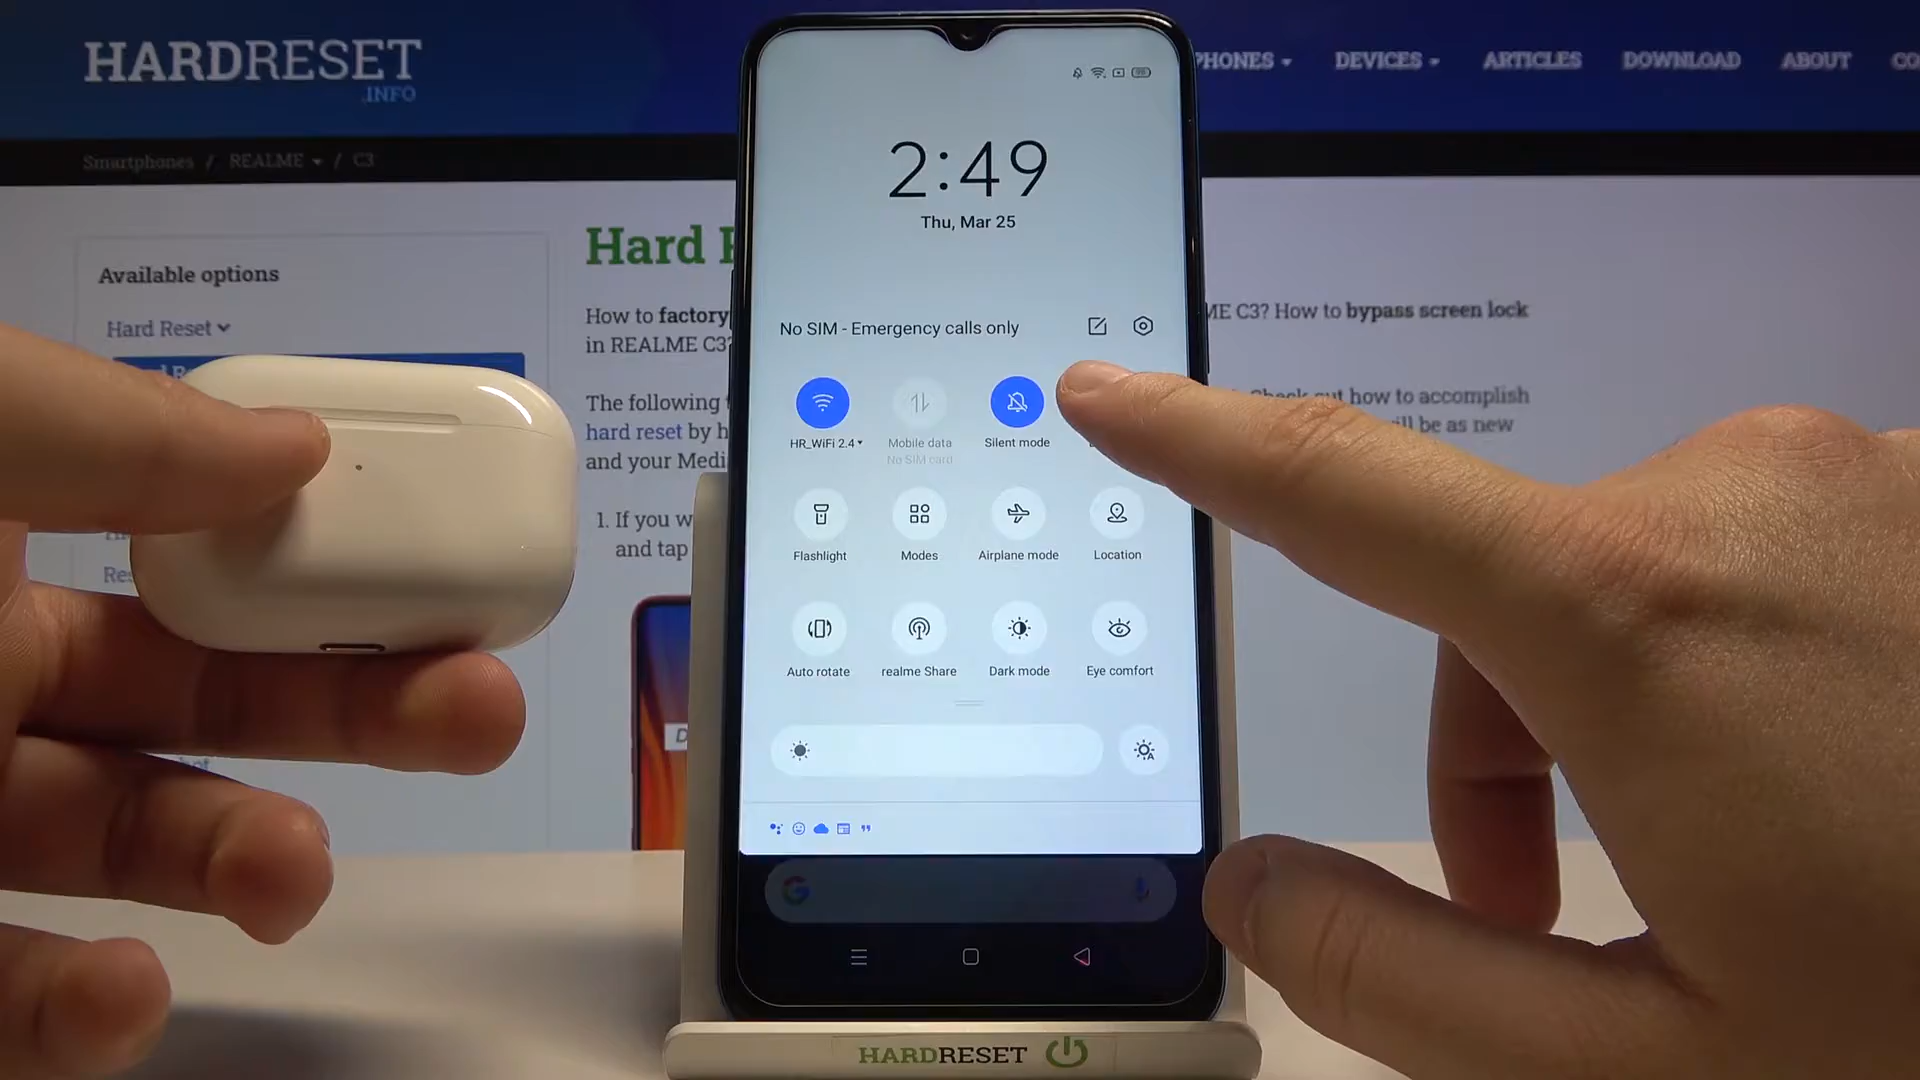 HARDRESET
.INFO
PHONES
DEVICES
ARTICLES
DOWNLOAD
ABOUT
Smartphones / REALME / C3
Available options
Hard Reset
Hard
How to factory
in REALME C3?
The following
hard reset by
and your Medi
1. If you w
and tap
C3? How to bypass screen lock
how to accomplish
will be as new
2:49
Thu, Mar 25
No SIM - Emergency calls only
HR_WiFi 2.4
Mobile data
No SIM card
Silent mode
Flashlight
Modes
Airplane mode
Location
Auto rotate
realme Share
Dark mode
Eye comfort
HARDRESET